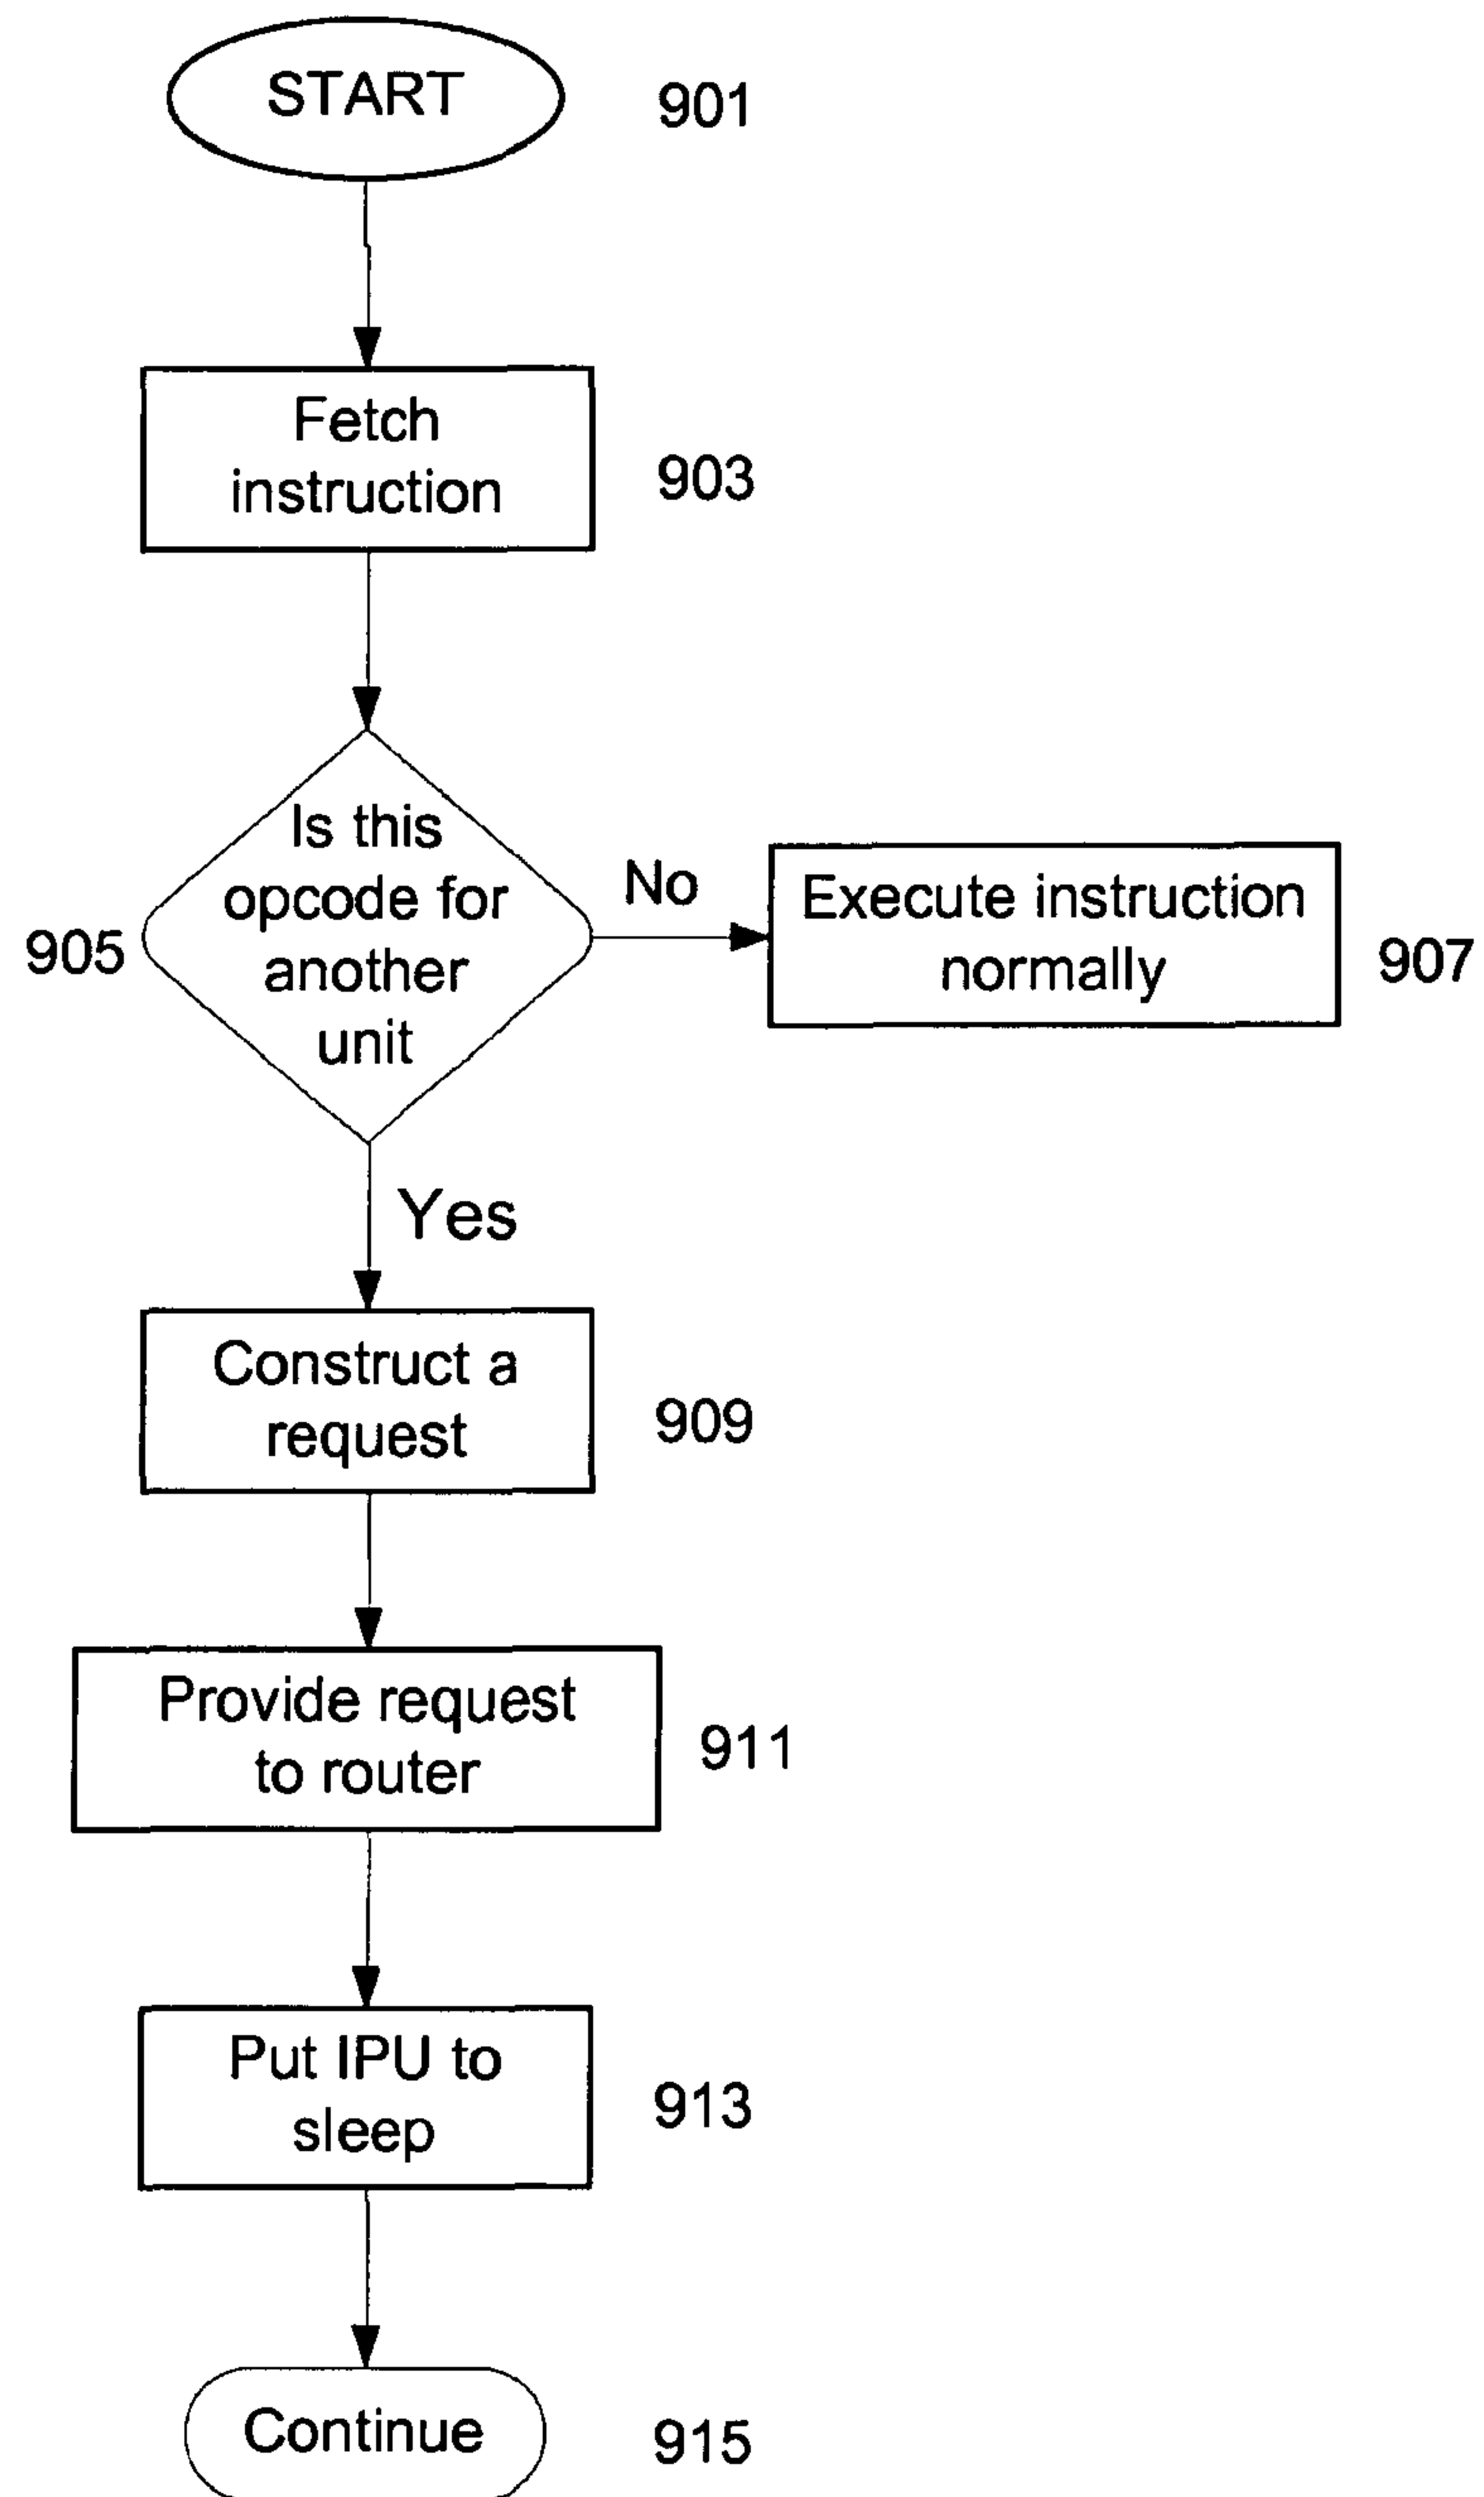 START
901
Fetch
instruction
903
Is this
opcode for
another
unit
905
No
Execute instruction
normally
907
Yes
Construct a
request
909
Provide request
to router
911
Put IPU to
sleep
913
Continue
915